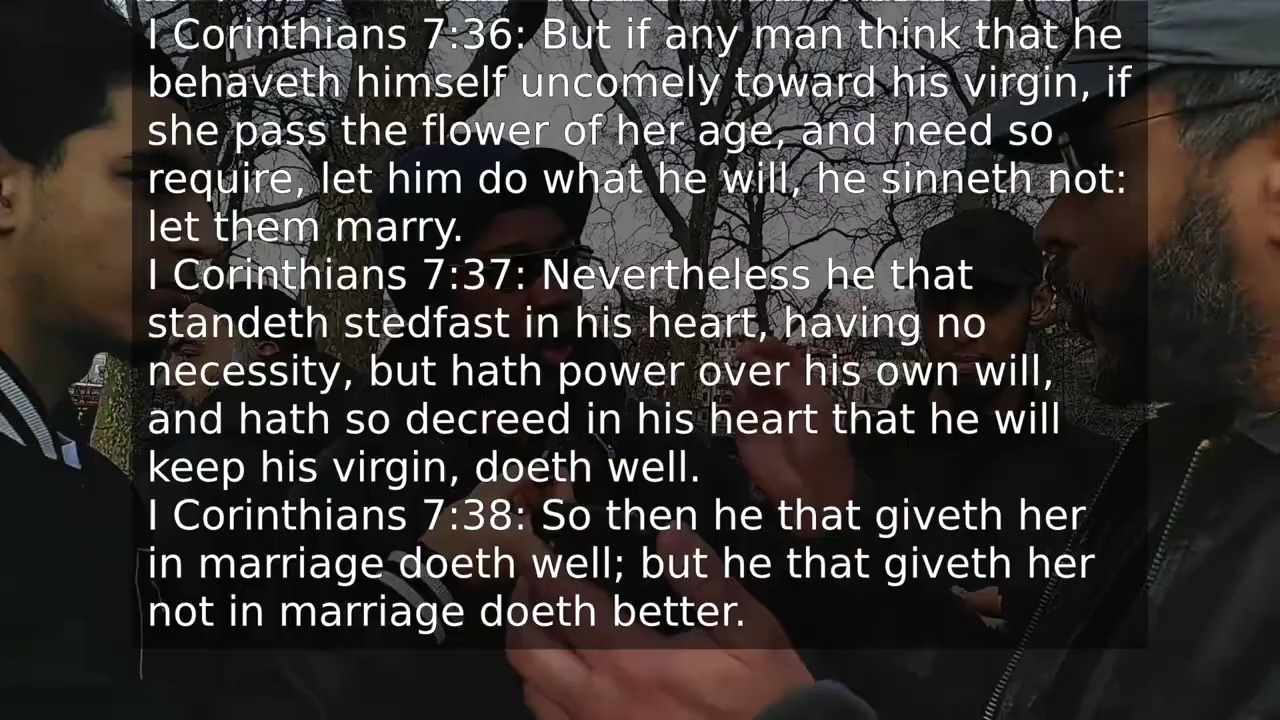 I Corinthians 7:36: But if any man think that he
behaveth himself uncomely toward his virgin, if
she pass the flower of her age, and need so
require, let him do what he will, he sinneth not:
let them marry.
I Corinthians 7:37: Nevertheless he that
standeth stedfast in his heart, having no
necessity, but hath power over his own will,
and hath so decreed in his heart that he will
keep his virgin, doeth well.
I Corinthians 7:38: So then he that giveth her
in marriage doeth well; but he that giveth her
not in marriage doeth better.